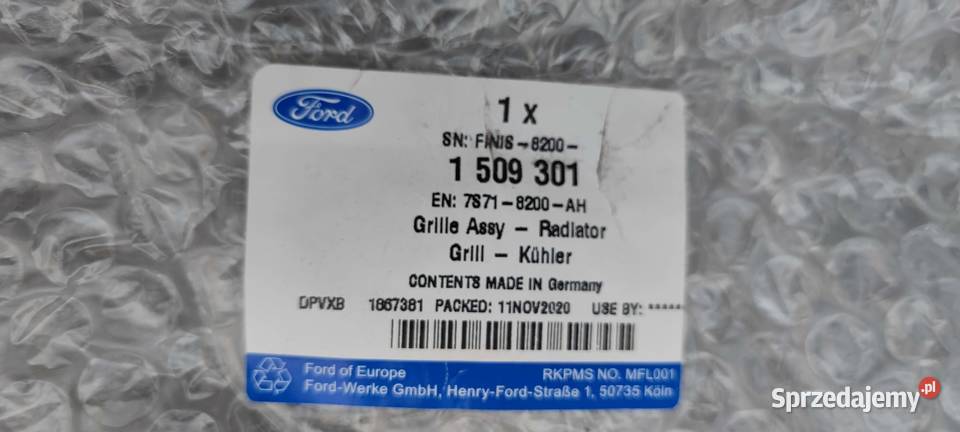 Ford
1 x
SN: FINIS-8200-
1 509 301
EN: 7S71-8200-AH
Grille Assy - Radiator
Grill - Kühler
CONTENTS MADE IN Germany
DPVXB 1867381 PACKED: 11NOV2020 USE BY: ******
Ford of Europe RKPMS NO. MFL001
Ford-Werke GmbH, Henry-Ford-Straße 1, 50735 Köln
Sprzedajemy.pl